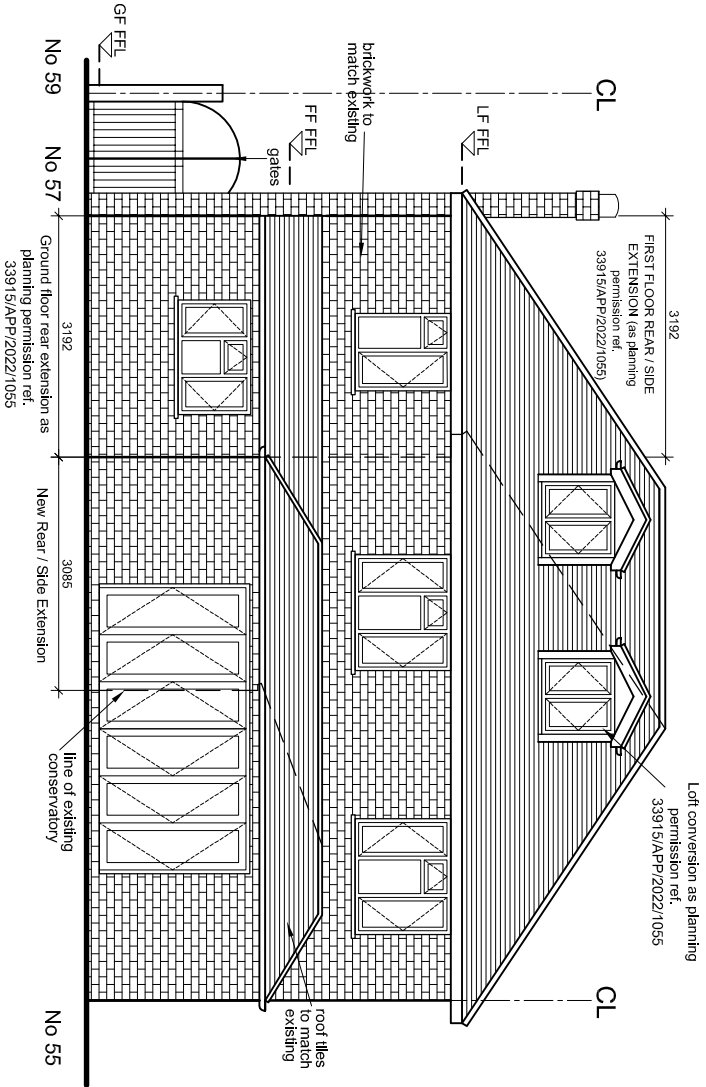 3192
FIRST FLOOR REAR / SIDE
EXTENSION (as planning
permission ref.
33915/APP/2022/1055)
Loft conversion as planning
permission ref.
33915/APP/2022/1055
CL
CL
LF FFL
brickwork to
match existing
FF FFL
gates
roof tiles
to match
existing
GF FFL
line of existing
conservatory
No 59
No 57
3192
Ground floor rear extension as
planning permission ref.
33915/APP/2022/1055
3085
New Rear / Side Extension
No 55